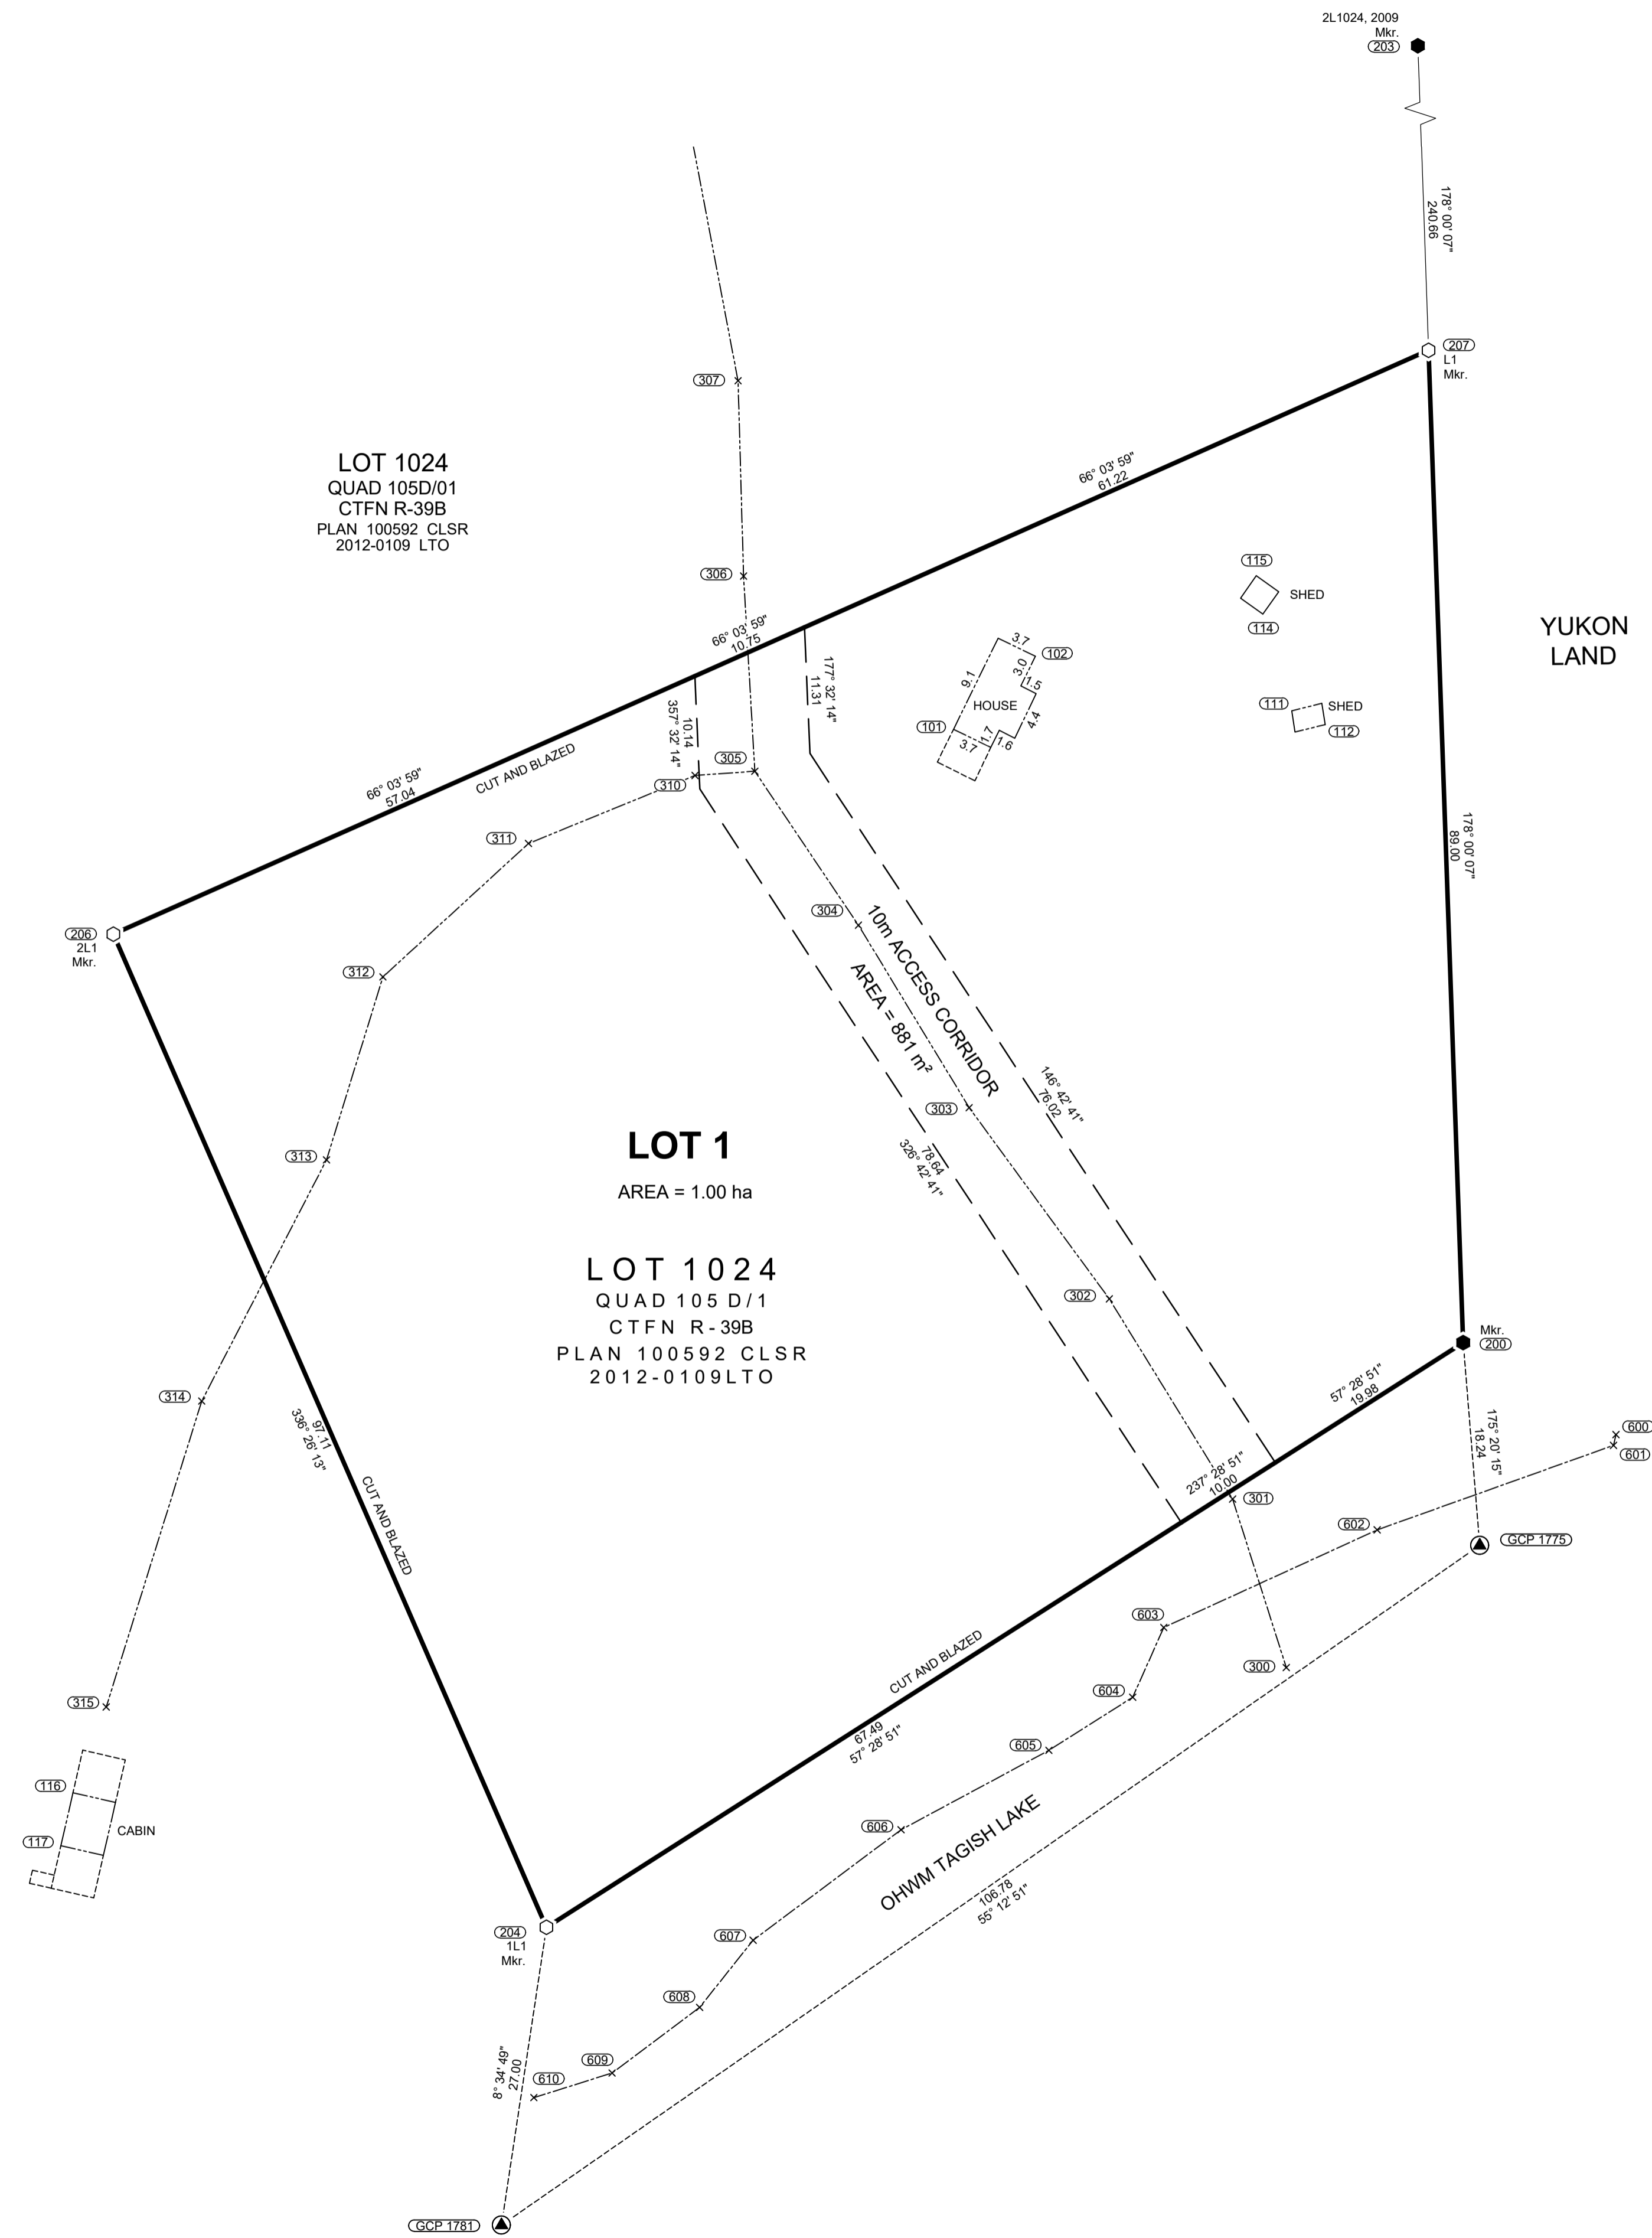 2L1024, 2009
Mkr.
203
178° 00' 07"
240.66
207
L1
Mkr.
307
LOT 1024
QUAD 105D/01
CTFN R-39B
PLAN 100592 CLSR
2012-0109 LTO
66° 03' 59"
61.22
306
115
SHED
114
YUKON
LAND
66° 03' 59"
10.75
177° 32' 14"
11.31
3.7
102
3.0
1.5
9.1
HOUSE
4.4
101
1.7
1.6
3.7
111
SHED
112
10.14
357° 32' 14"
305
310
66° 03' 59"
57.04
CUT AND BLAZED
311
178° 00' 07"
89.00
206
2L1
Mkr.
304
10m ACCESS CORRIDOR
AREA = 881 m²
312
303
146° 42' 41"
76.02
78.64
326° 42' 41"
313
LOT 1
AREA = 1.00 ha
LOT 1024
QUAD 105 D/1
CTFN R-39B
PLAN 100592 CLSR
2012-0109LTO
302
Mkr.
200
314
97.11
336° 26' 13"
CUT AND BLAZED
57° 28' 51"
19.98
175° 20' 15"
18.24
600
601
237° 28' 51"
10.00
301
602
GCP 1775
603
300
604
CUT AND BLAZED
67.49
57° 28' 51"
605
315
116
117
CABIN
606
OHWM TAGISH LAKE
106.78
55° 12' 51"
204
1L1
Mkr.
607
608
609
610
8° 34' 49"
27.00
GCP 1781